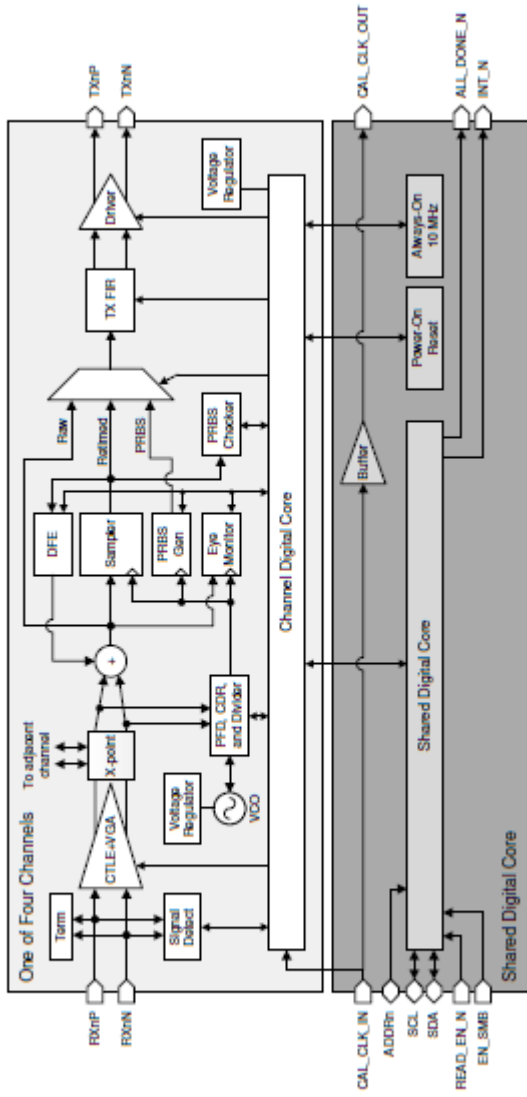 One of Four Channels
To adjacent
channel
RXnP
RXnN
Term
Signal
Detect
CTLE+VGA
X-point
+
DFE
Sampler
PRBS
Gen
Eye
Monitor
Voltage
Regulator
VCO
PFD, CDR,
and Divider
Raw
Retimed
PRBS
PRBS
Checker
TX FIR
Driver
Voltage
Regulator
TXnP
TXnN
Channel Digital Core
CAL_CLK_IN
ADDRn
SCL
SDA
READ_EN_N
EN_SMB
Buffer
Shared Digital Core
Power-On
Reset
Always-On
10 MHz
CAL_CLK_OUT
ALL_DONE_N
INT_N
Shared Digital Core